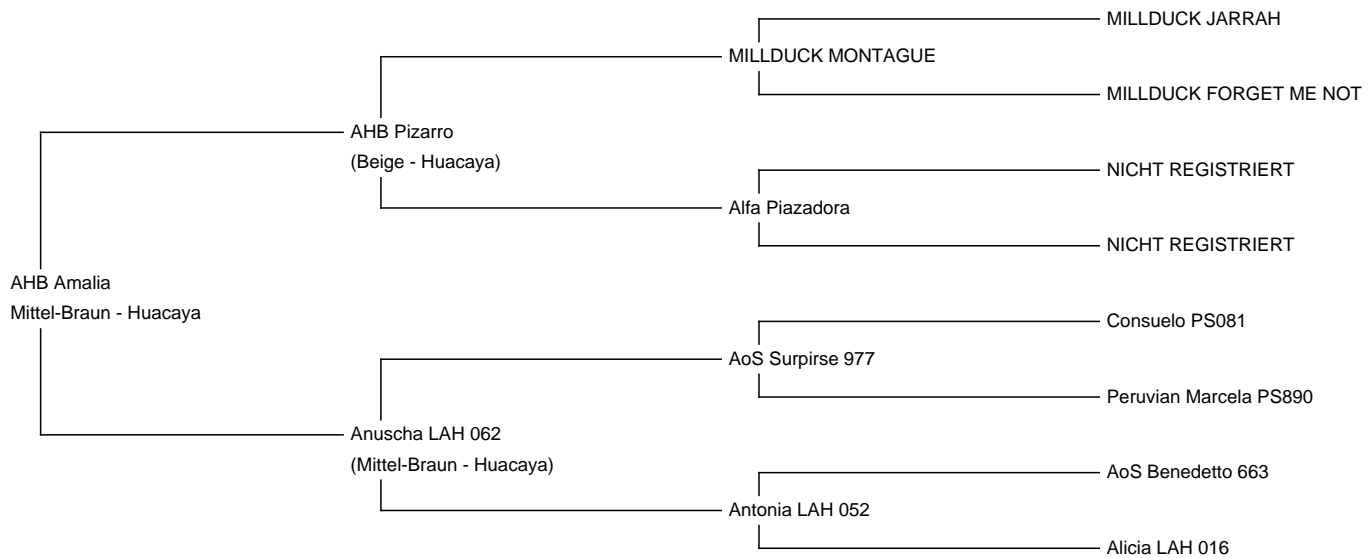 MILLDUCK JARRAH
MILLDUCK MONTAGUE
MILLDUCK FORGET ME NOT
AHB Pizarro
(Beige - Huacaya)
NICHT REGISTRIERT
Alfa Piazadora
NICHT REGISTRIERT
AHB Amalia
Mittel-Braun - Huacaya
Consuelo PS081
AoS Surpirse 977
Peruvian Marcela PS890
Anuscha LAH 062
(Mittel-Braun - Huacaya)
AoS Benedetto 663
Antonia LAH 052
Alicia LAH 016